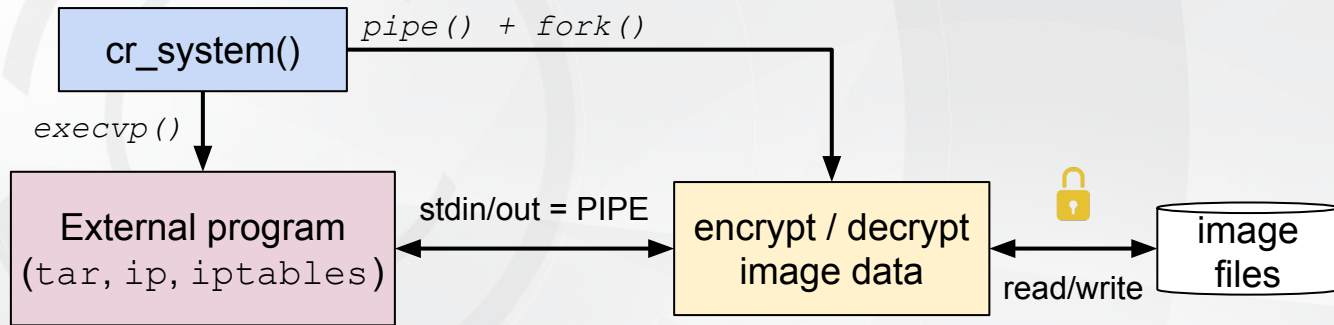 cr_system()
pipe() + fork()
execvp()
External program
(tar, ip, iptables)
stdin/out = PIPE
encrypt / decrypt
image data
read/write
image
files